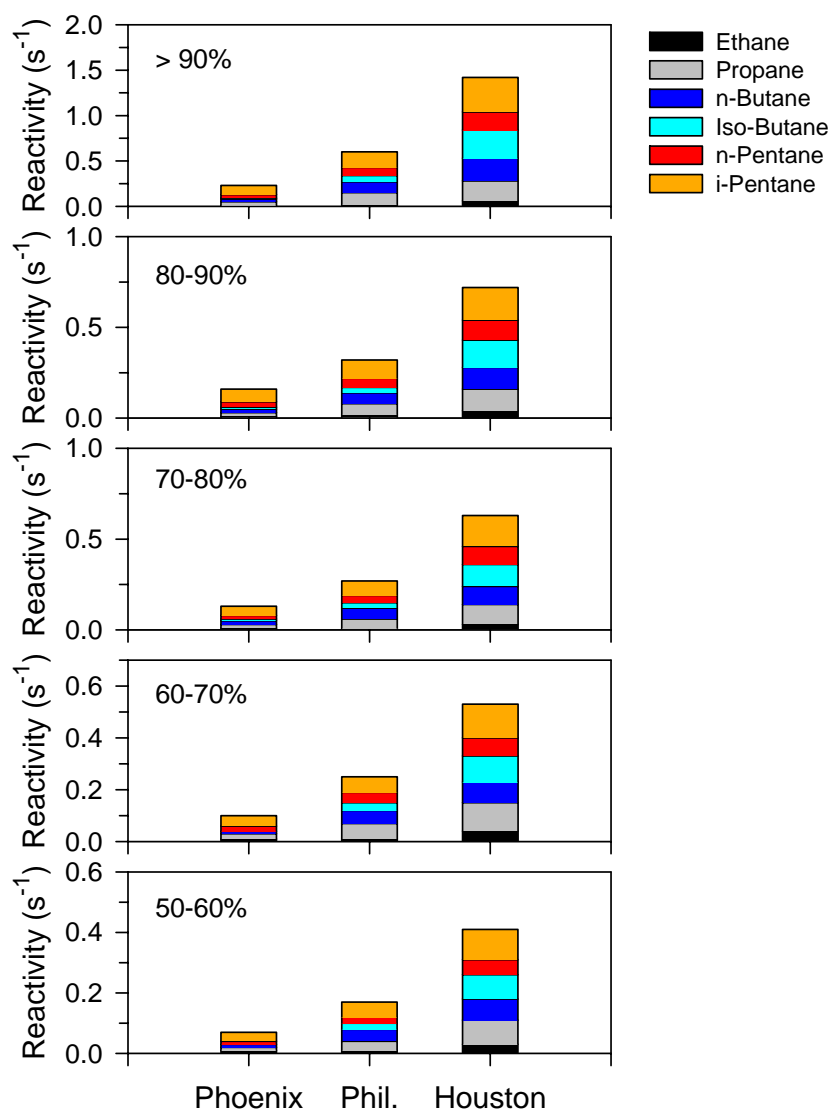 2.0
1.5
1.0
0.5
0.0
Reactivity (s⁻¹)
> 90%
Ethane
Propane
n-Butane
Iso-Butane
n-Pentane
i-Pentane
1.0
0.5
0.0
Reactivity (s⁻¹)
80-90%
1.0
0.5
0.0
Reactivity (s⁻¹)
70-80%
0.6
0.4
0.2
0.0
Reactivity (s⁻¹)
60-70%
0.6
0.4
0.2
0.0
Reactivity (s⁻¹)
50-60%
Phoenix Phil. Houston